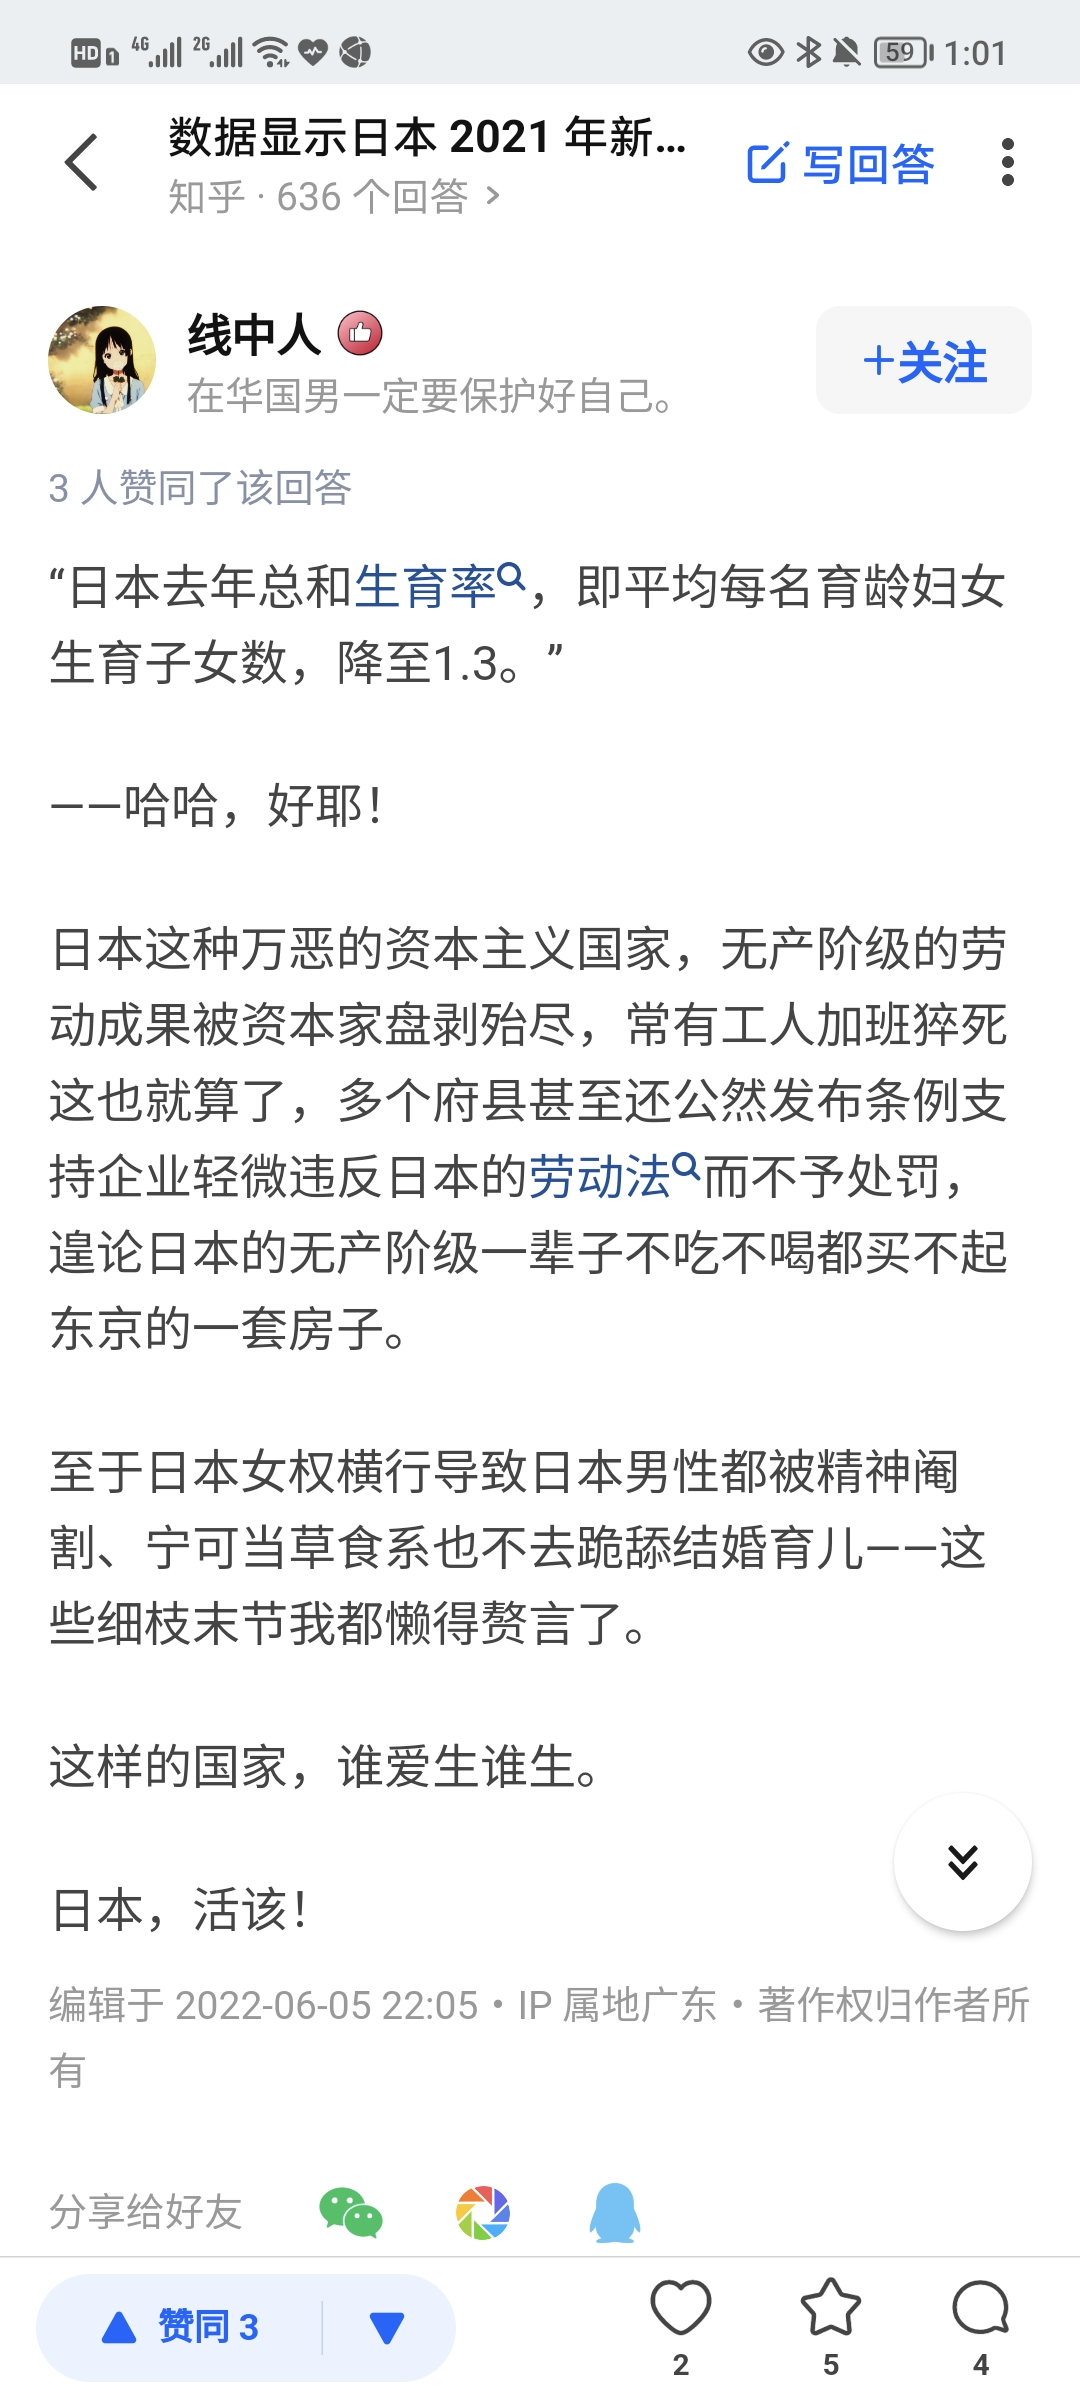 HD 1 4G 2G 59 1:01
数据显示日本 2021 年新... 写回答
知乎 · 636 个回答 >
线中人
+关注
在华国男一定要保护好自己。
3 人赞同了该回答
“日本去年总和生育率，即平均每名育龄妇女
生育子女数，降至1.3。”
——哈哈，好耶！
日本这种万恶的资本主义国家，无产阶级的劳
动成果被资本家盘剥殆尽，常有工人加班猝死
这也就算了，多个府县甚至还公然发布条例支
持企业轻微违反日本的劳动法而不予处罚，
遑论日本的无产阶级一辈子不吃不喝都买不起
东京的一套房子。
至于日本女权横行导致日本男性都被精神阉
割、宁可当草食系也不去跪舔结婚育儿——这
些细枝末节我都懒得赘言了。
这样的国家，谁爱生谁生。
日本，活该！
编辑于 2022-06-05 22:05 · IP 属地广东 · 著作权归作者所
有
分享给好友
赞同 3
2 5 4